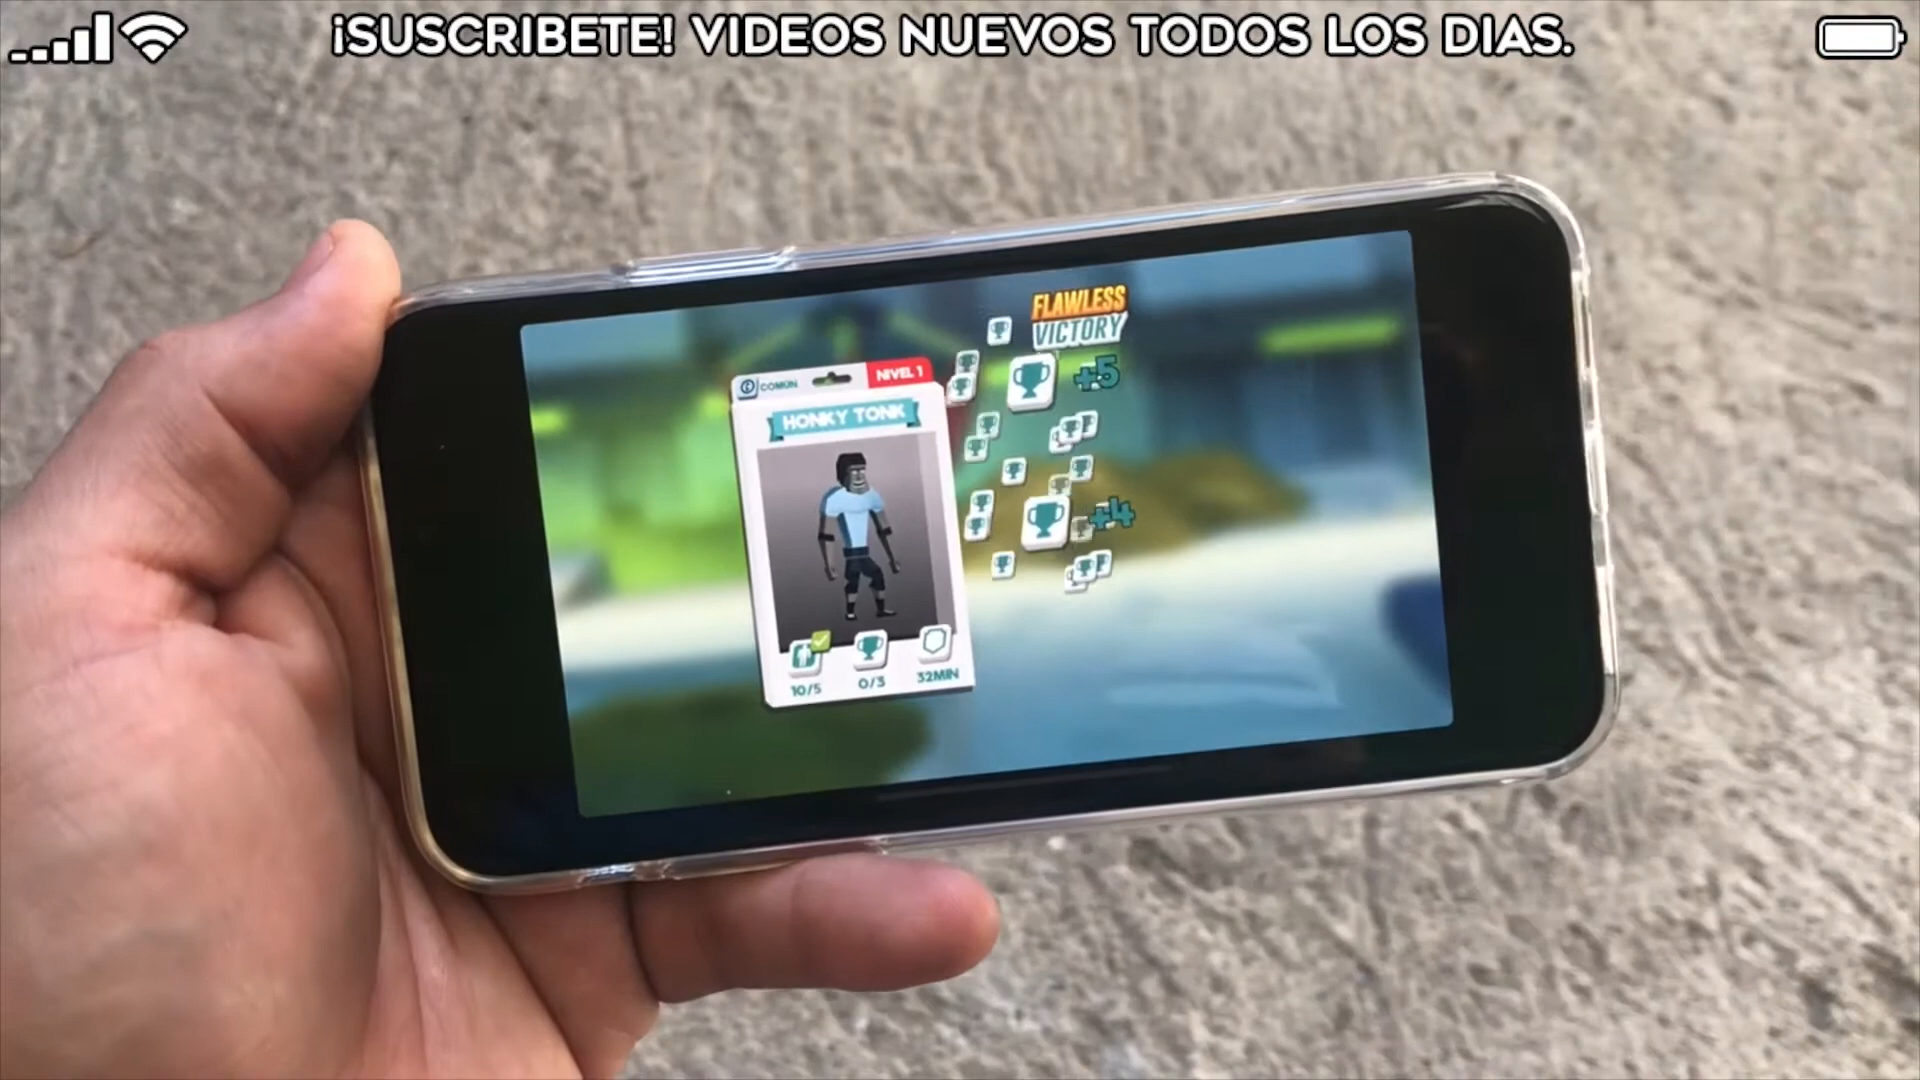 ¡SUSCRIBETE! VIDEOS NUEVOS TODOS LOS DIAS.
FLAWLESS
VICTORY
COMÚN
NIVEL 1
+5
HONKY TONK
+4
10/5
0/3
32MIN